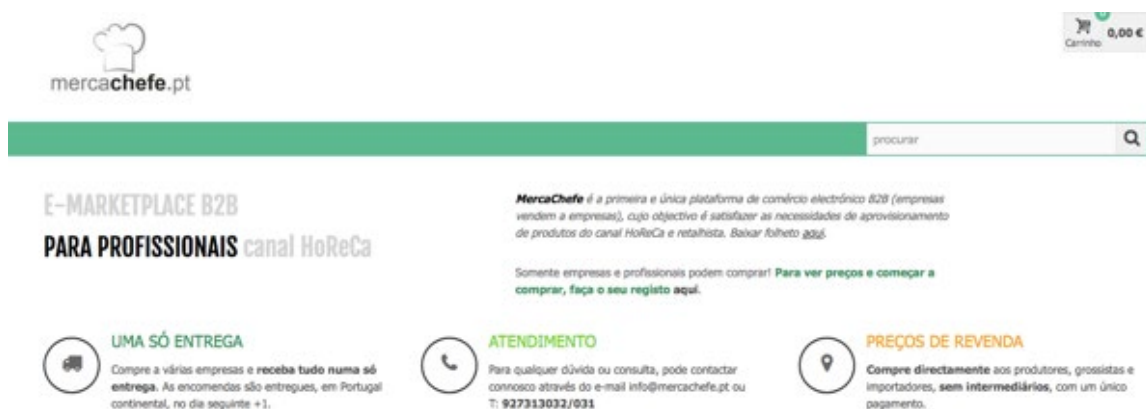 mercachefe.pt
0
Carrinho
0,00 €
procurar
E-MARKETPLACE B2B
PARA PROFISSIONAIS canal HoReCa
MercaChefe é a primeira e única plataforma de comércio electrónico B2B (empresas
vendem a empresas), cujo objectivo é satisfazer as necessidades de aprovisionamento
de produtos do canal HoReCa e retalhista. Baixar folheto aqui.
Somente empresas e profissionais podem comprar! Para ver preços e começar a
comprar, faça o seu registo aqui.
UMA SÓ ENTREGA
Compre a várias empresas e receba tudo numa só
entrega. As encomendas são entregues, em Portugal
continental, no dia seguinte +1.
ATENDIMENTO
Para qualquer dúvida ou consulta, pode contactar
connosco através do e-mail info@mercachefe.pt ou
T: 927313032/031
PREÇOS DE REVENDA
Compre directamente aos produtores, grossistas e
importadores, sem intermediários, com um único
pagamento.